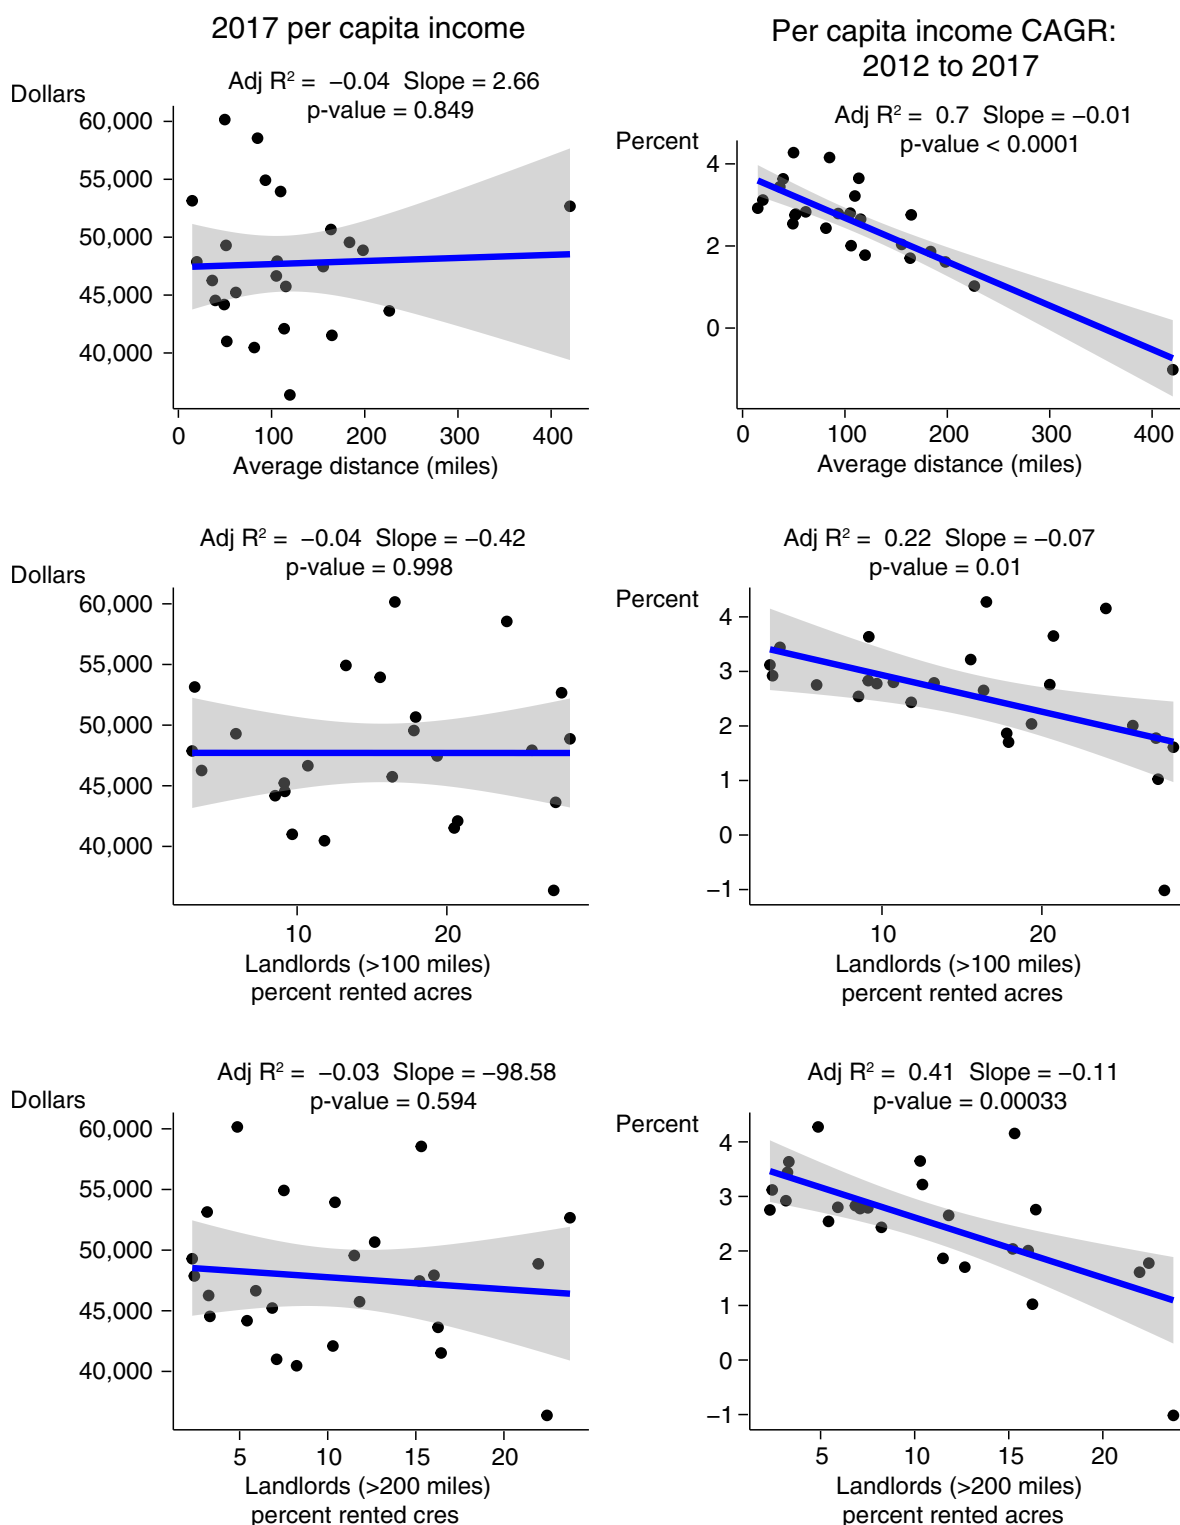 2017 per capita income
Adj R² = −0.04 Slope = 2.66
p-value = 0.849
Dollars
60,000
55,000
50,000
45,000
40,000
0 100 200 300 400
Average distance (miles)
Per capita income CAGR:
2012 to 2017
Adj R² = 0.7 Slope = −0.01
p-value < 0.0001
Percent
4
2
0
0 100 200 300 400
Average distance (miles)
Adj R² = −0.04 Slope = −0.42
p-value = 0.998
Dollars
60,000
55,000
50,000
45,000
40,000
10 20
Landlords (>100 miles)
percent rented acres
Adj R² = 0.22 Slope = −0.07
p-value = 0.01
Percent
4
3
2
1
0
−1
10 20
Landlords (>100 miles)
percent rented acres
Adj R² = −0.03 Slope = −98.58
p-value = 0.594
Dollars
60,000
55,000
50,000
45,000
40,000
5 10 15 20
Landlords (>200 miles)
percent rented cres
Adj R² = 0.41 Slope = −0.11
p-value = 0.00033
Percent
4
3
2
1
0
−1
5 10 15 20
Landlords (>200 miles)
percent rented acres